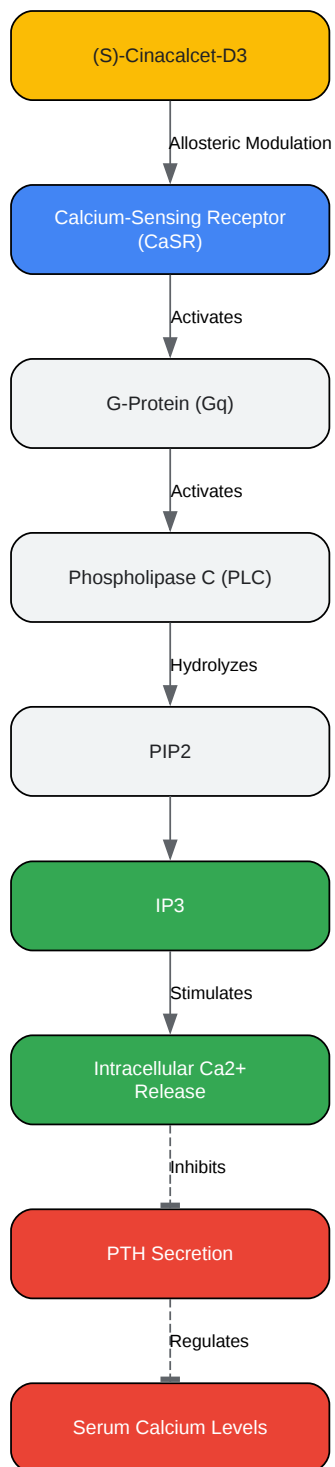 (S)-Cinacalcet-D3
Allosteric Modulation
Calcium-Sensing Receptor
(CaSR)
Activates
G-Protein (Gq)
Activates
Phospholipase C (PLC)
Hydrolyzes
PIP2
IP3
Stimulates
Intracellular Ca2+
Release
Inhibits
PTH Secretion
Regulates
Serum Calcium Levels